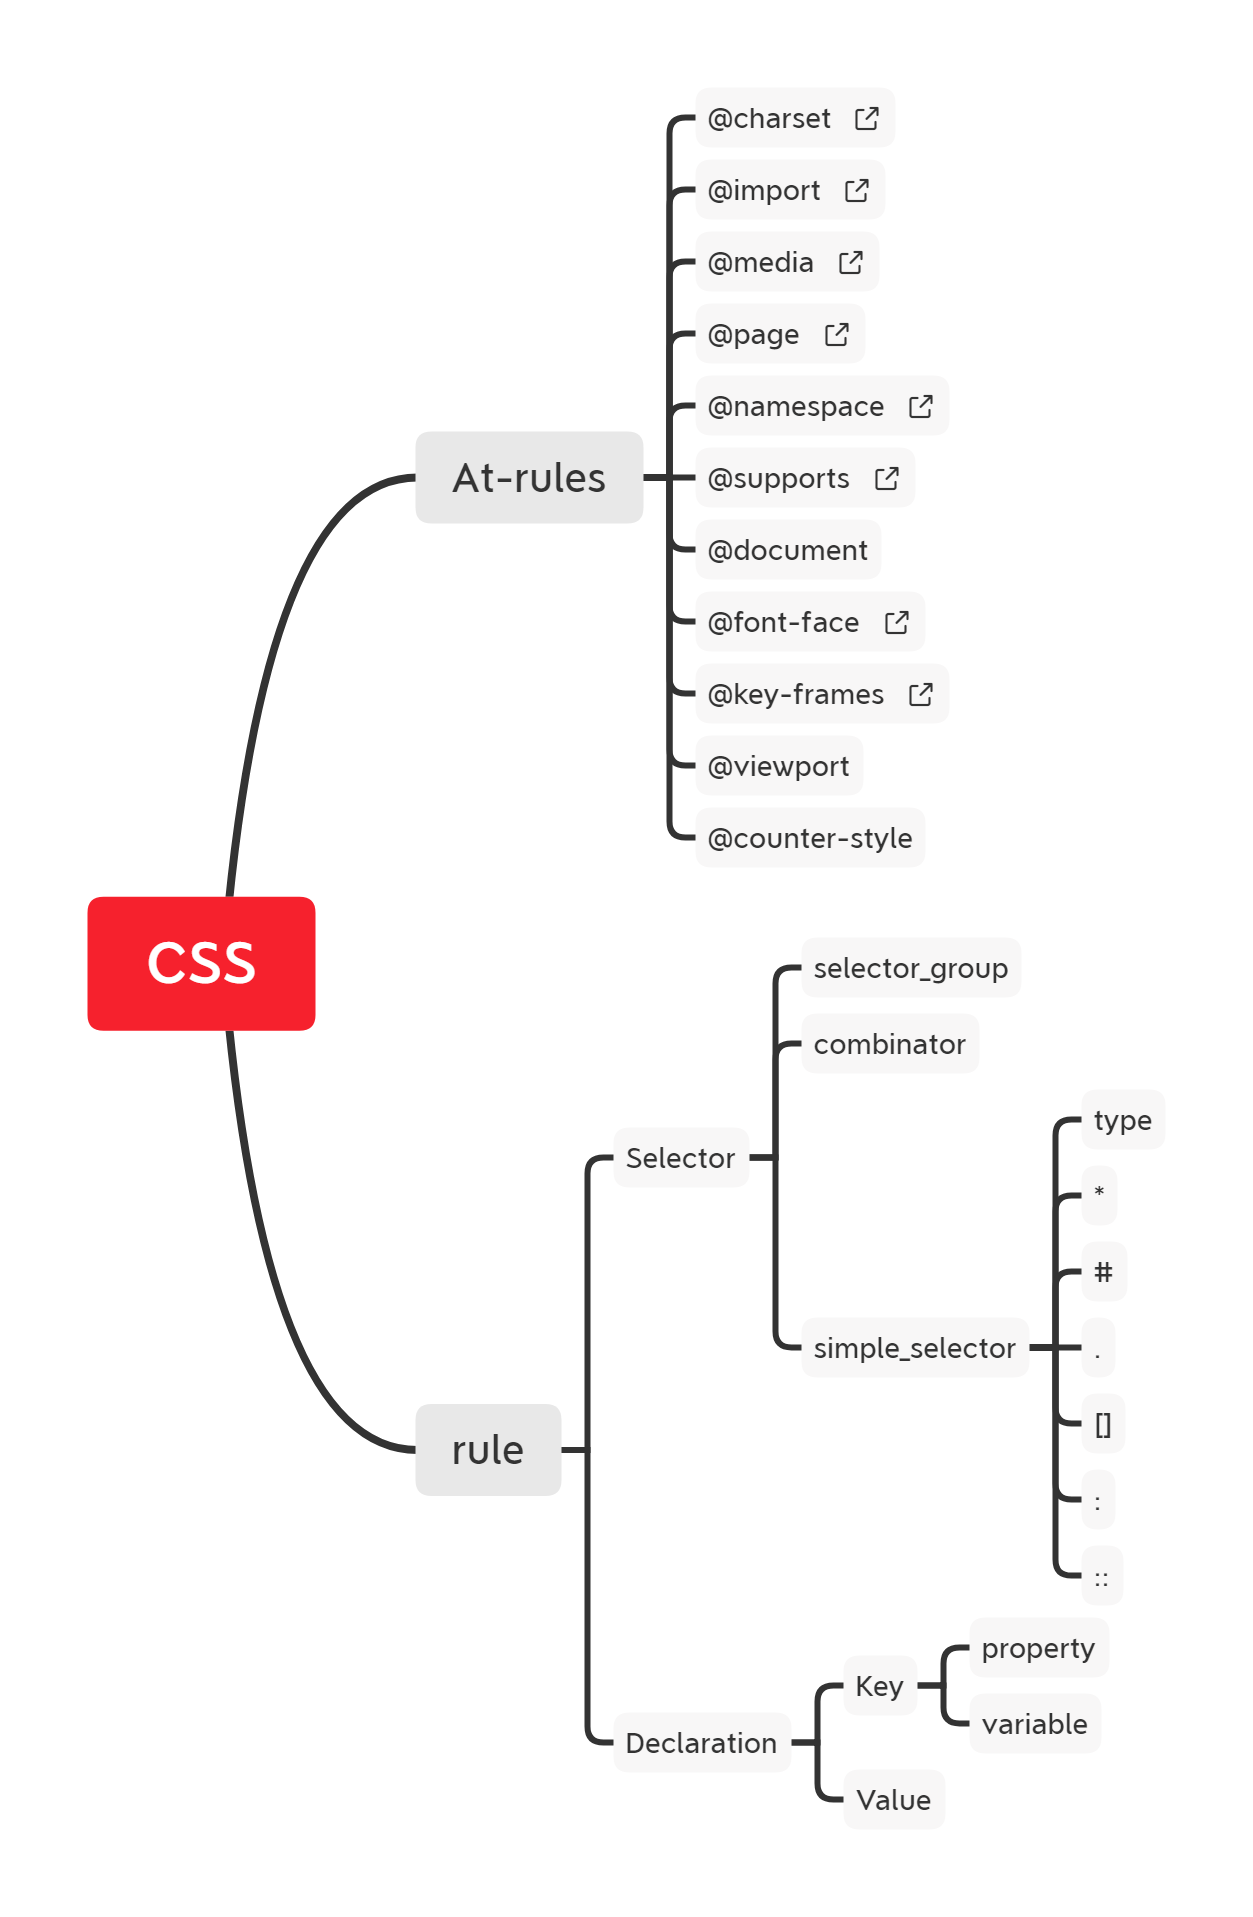 CSS
At-rules
@charset
@import
@media
@page
@namespace
@supports
@document
@font-face
@key-frames
@viewport
@counter-style
rule
Selector
selector_group
combinator
simple_selector
type
*
#
.
[]
:
::
Declaration
Key
property
variable
Value